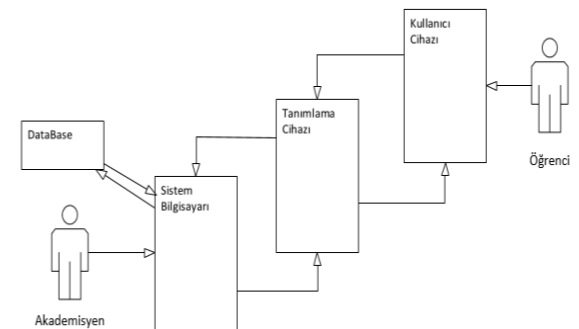 Kullanıcı
Cihazı
Tanımlama
Cihazı
Öğrenci
DataBase
Sistem
Bilgisayarı
Akademisyen